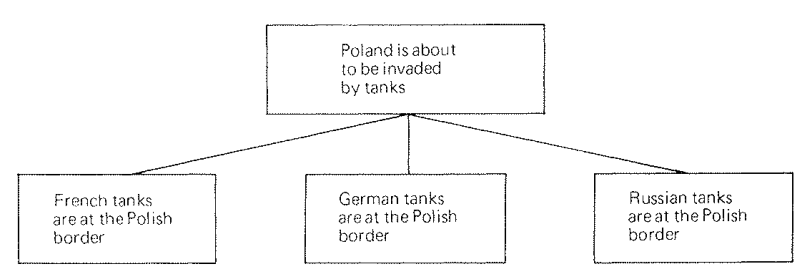 Poland is about
to be invaded
by tanks
French tanks
are at the Polish
border
German tanks
are at the Polish
border
Russian tanks
are at the Polish
border